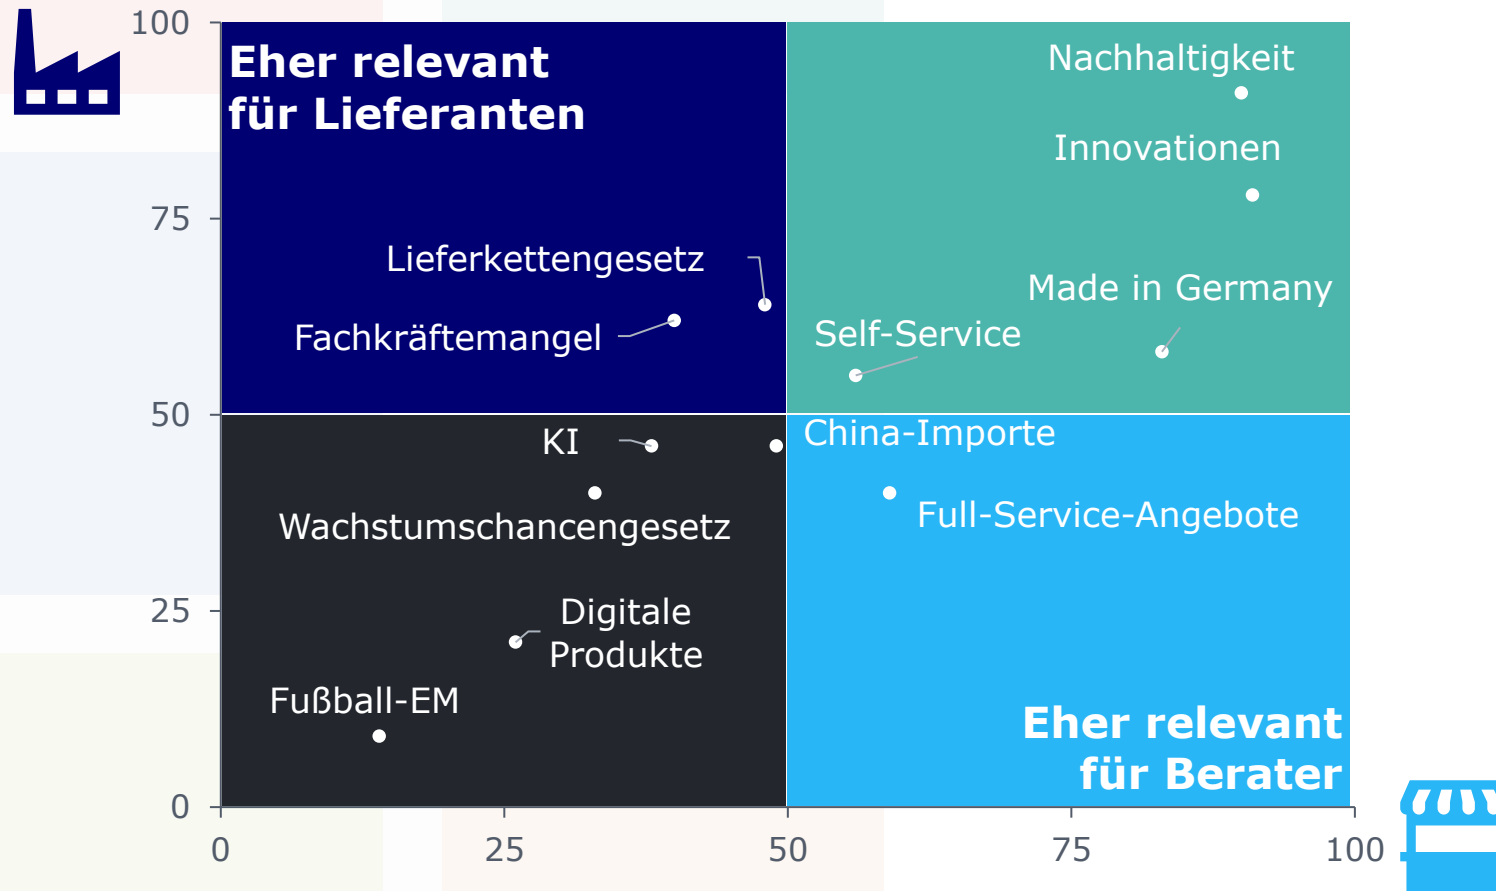 100
Eher relevant
für Lieferanten
Nachhaltigkeit
Innovationen
75
Lieferkettengesetz
Made in Germany
Fachkräftemangel
Self-Service
50
KI
China-Importe
Wachstumschancengesetz
Full-Service-Angebote
25
Digitale
Produkte
Fußball-EM
Eher relevant
für Berater
0
0
25
50
75
100